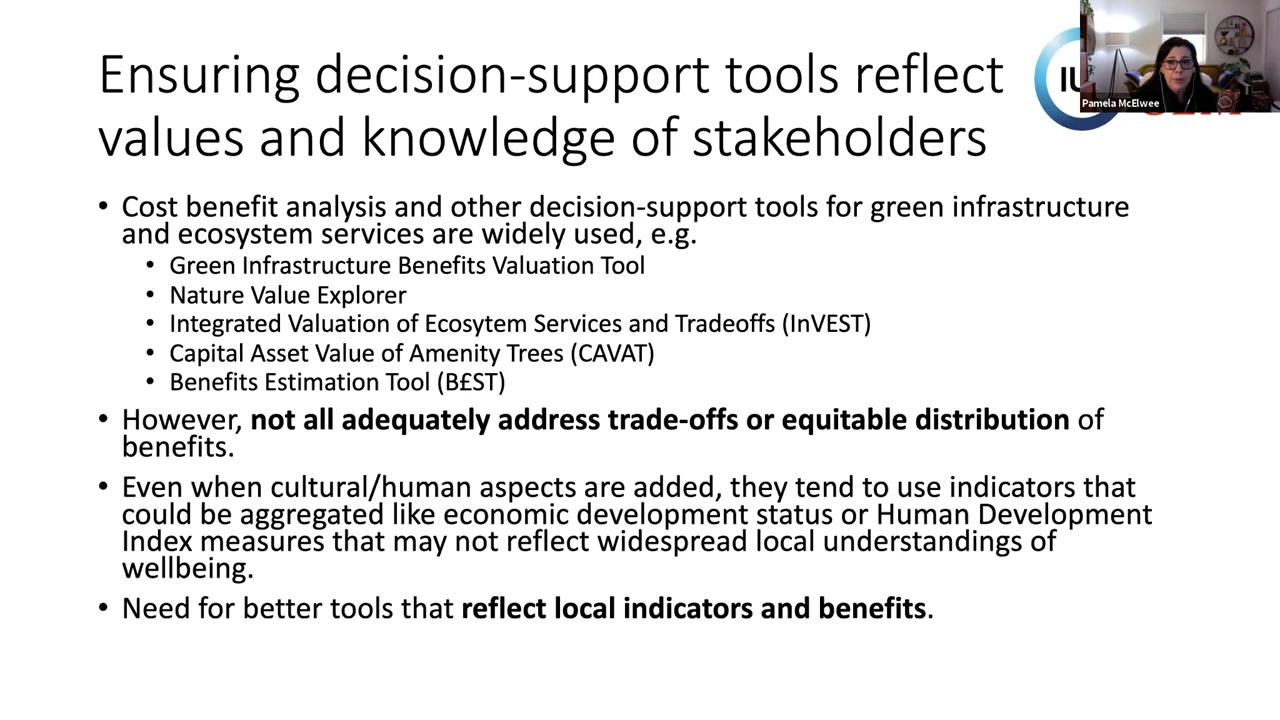 Ensuring decision-support tools reflect
values and knowledge of stakeholders
Pamela McElwee
• Cost benefit analysis and other decision-support tools for green infrastructure
and ecosystem services are widely used, e.g.
• Green Infrastructure Benefits Valuation Tool
• Nature Value Explorer
• Integrated Valuation of Ecosytem Services and Tradeoffs (InVEST)
• Capital Asset Value of Amenity Trees (CAVAT)
• Benefits Estimation Tool (B£ST)
• However, not all adequately address trade-offs or equitable distribution of
benefits.
• Even when cultural/human aspects are added, they tend to use indicators that
could be aggregated like economic development status or Human Development
Index measures that may not reflect widespread local understandings of
wellbeing.
• Need for better tools that reflect local indicators and benefits.